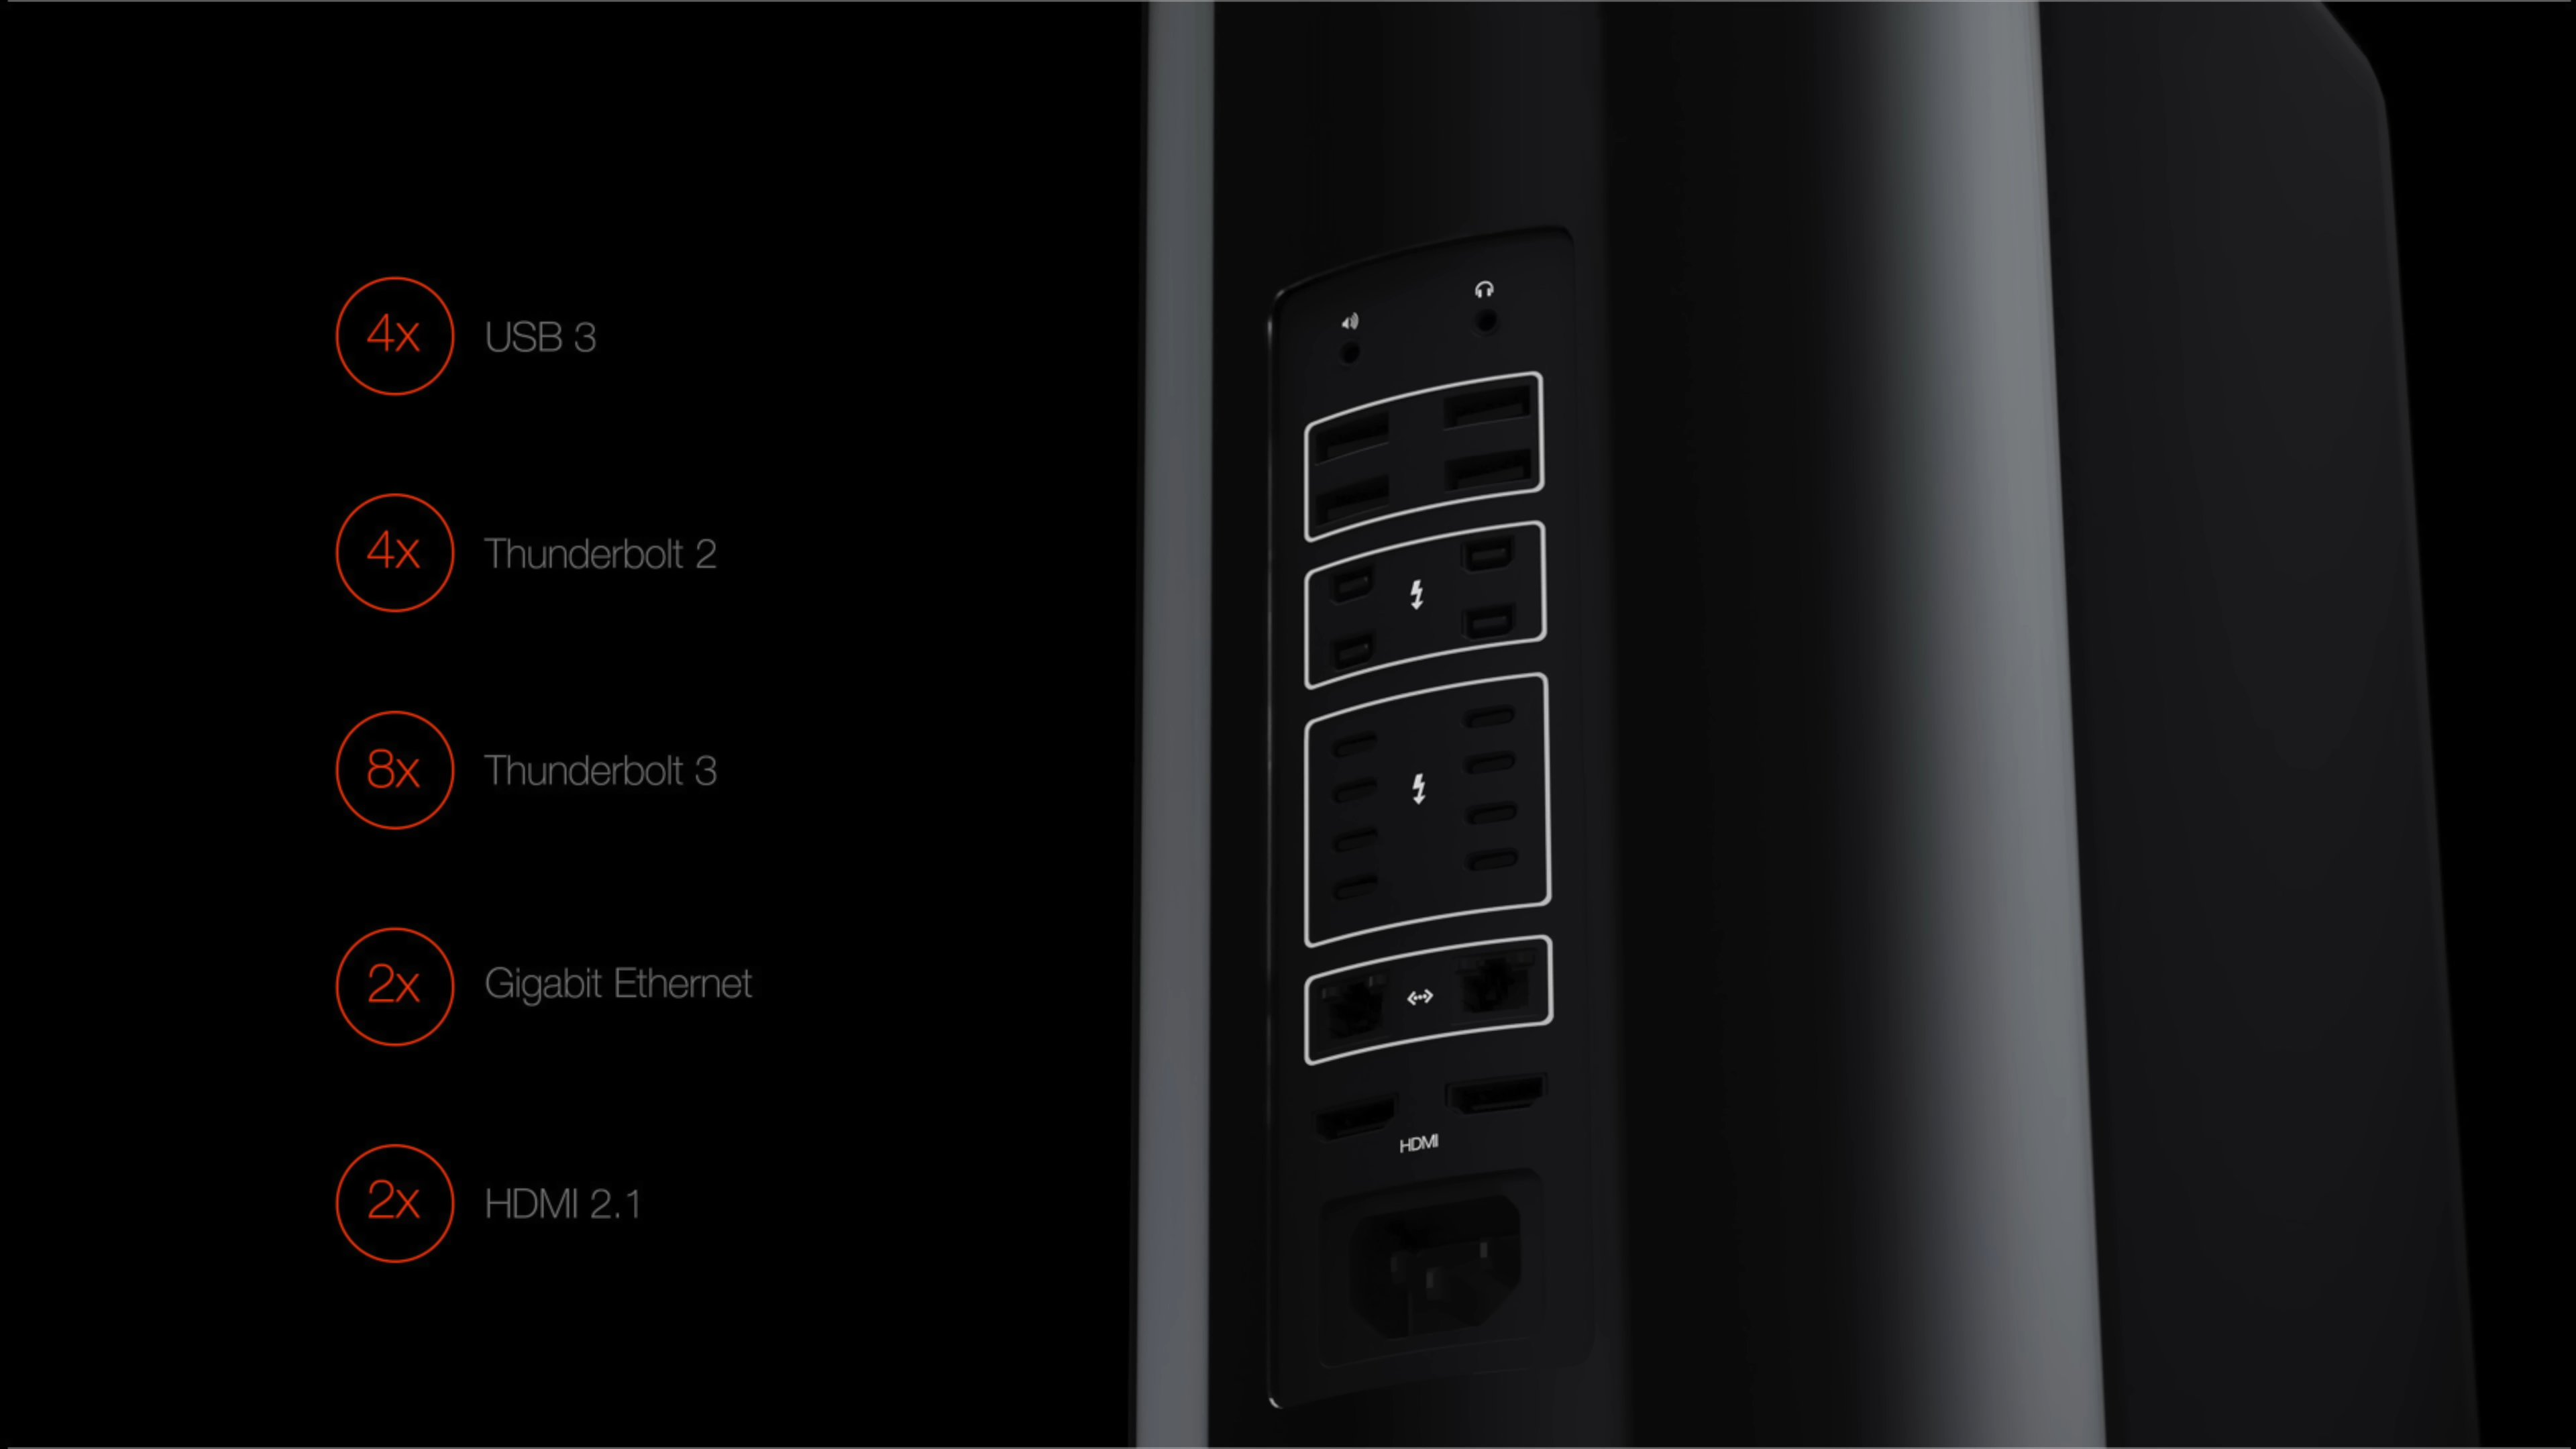 4x USB 3
4x Thunderbolt 2
8x Thunderbolt 3
2x Gigabit Ethernet
2x HDMI 2.1
HDMI